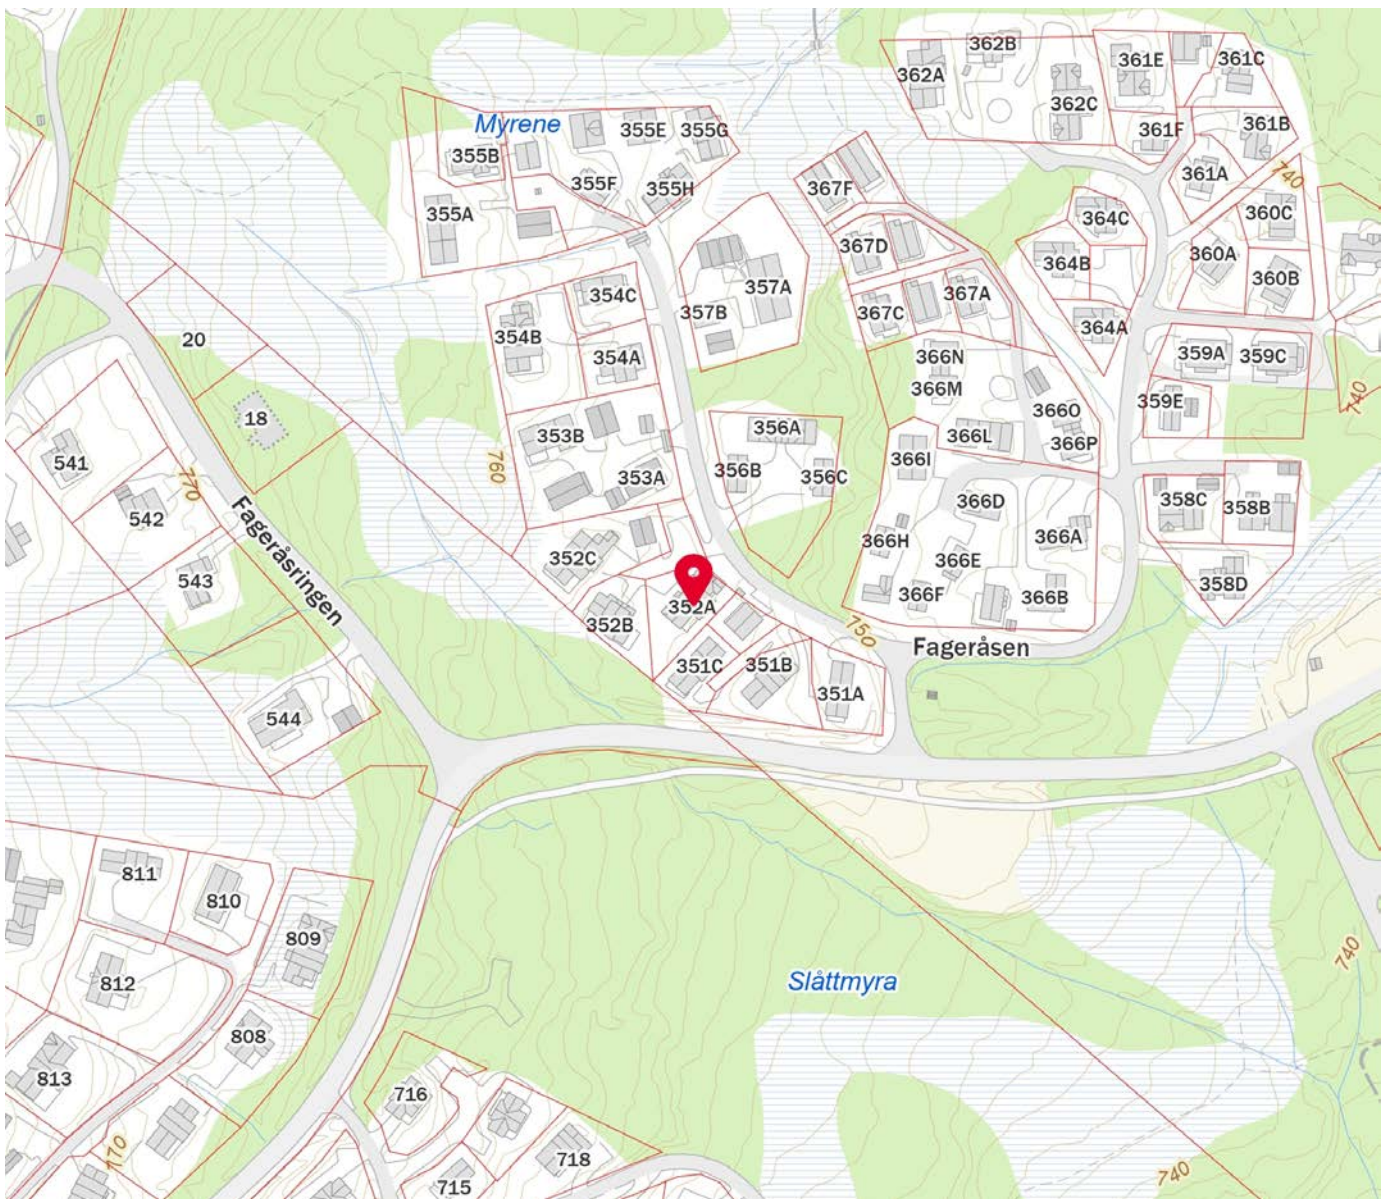 362B
362A
361E
361C
362C
Myrene
355E
355G
361F
361B
355B
355F
355H
367F
361A
740
355A
364C
360C
367D
364B
360A
360B
354C
357A
367A
357B
367C
364A
20
354B
354A
366N
359A
359C
366M
359E
740
18
353B
356A
366O
366L
366P
541
760
353A
356B
356C
366I
770
542
366D
358C
358B
Fageråsringen
352C
366H
366A
543
366E
358D
352A
366F
366B
352B
750
Fageråsen
351C
351B
351A
544
811
810
809
740
812
Slåttmyra
808
813
716
770
718
740
715